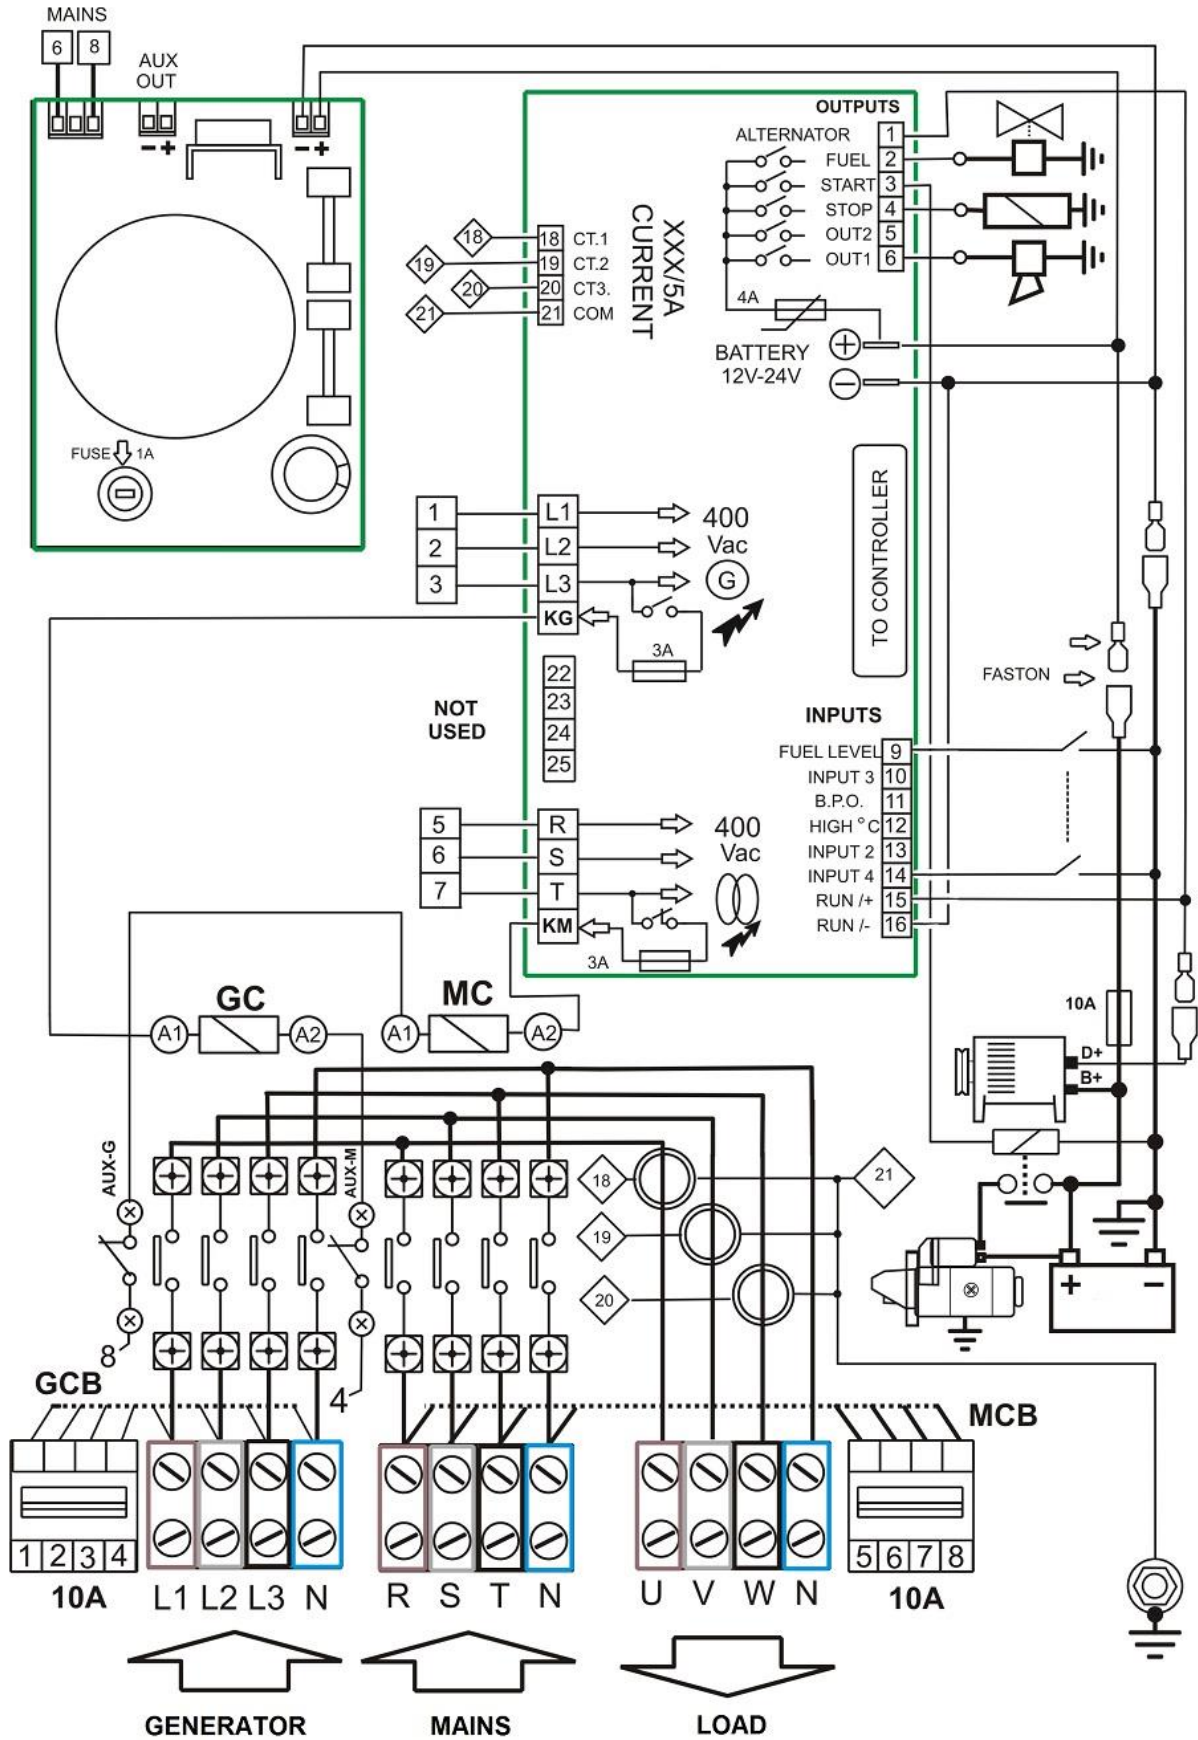 MAINS
6 8
AUX
OUT
- +
- +
FUSE 1A
OUTPUTS
ALTERNATOR 1
FUEL 2
START 3
STOP 4
OUT2 5
OUT1 6
4A
BATTERY
12V-24V
+
-
XXX/5A
CURRENT
18 18 CT.1
19 19 CT.2
20 20 CT3.
21 21 COM
1 L1
2 L2
3 L3
KG
400
Vac
G
3A
TO CONTROLLER
22
23
24
25
NOT
USED
FASTON
INPUTS
FUEL LEVEL 9
INPUT 3 10
B.P.O. 11
HIGH °C 12
INPUT 2 13
INPUT 4 14
RUN /+ 15
RUN /- 16
5 R
6 S
7 T
KM
400
Vac
3A
GC
A1 A2
MC
A1 A2
10A
D+
B+
AUX-G
AUX-M
18
19
20
21
+ -
8
4
GCB
MCB
1 2 3 4
10A
L1 L2 L3 N
R S T N
U V W N
5 6 7 8
10A
GENERATOR
MAINS
LOAD